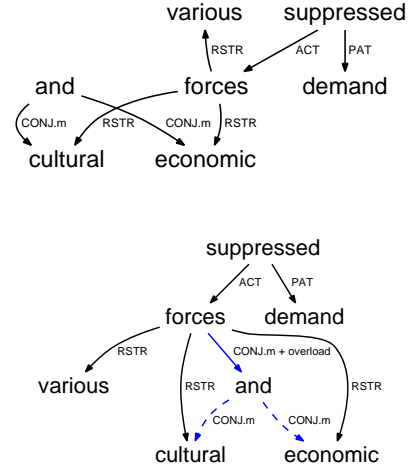 various suppressed
RSTR ACT PAT
and forces demand
CONJ.m RSTR CONJ.m RSTR
cultural economic
suppressed
ACT PAT
forces demand
RSTR CONJ.m + overload
various RSTR and RSTR
CONJ.m CONJ.m
cultural economic